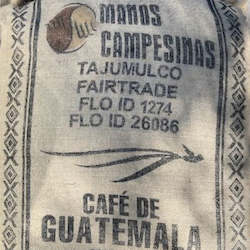 MANOS
CAMPESINAS
TAJUMULCO
FAIRTRADE
FLO ID 1274
FLO ID 26086
CAFÉ DE
GUATEMALA